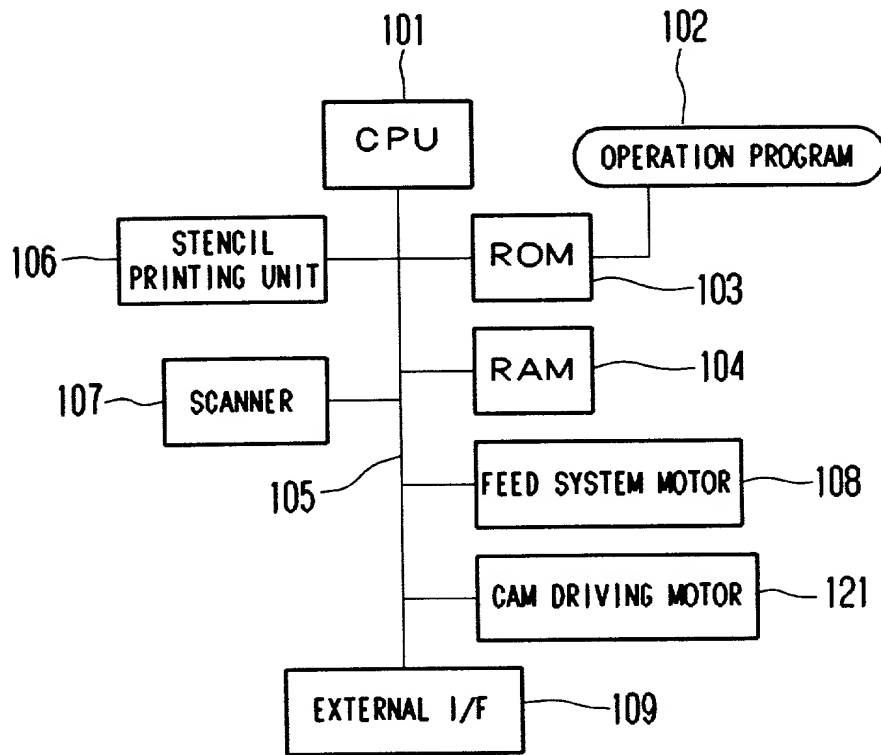 101
102
CPU
OPERATION PROGRAM
106
STENCIL
PRINTING UNIT
ROM
103
107
SCANNER
RAM
104
105
FEED SYSTEM MOTOR
108
CAM DRIVING MOTOR
121
EXTERNAL I/F
109